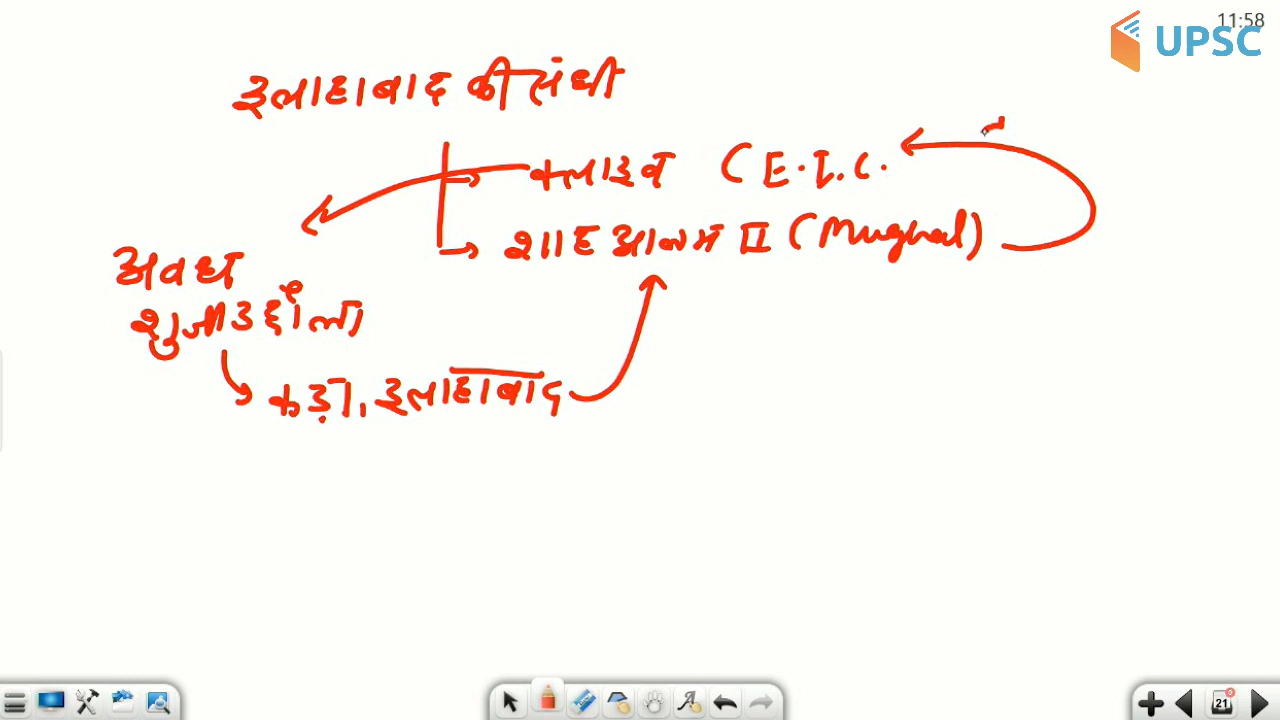 11:58
UPSC
इलाहाबाद की संधी
क्लाइव (E.I.C.
शाह आलम II (Mughal)
अवध
शुजाउद्दौला
कड़ा, इलाहाबाद
21